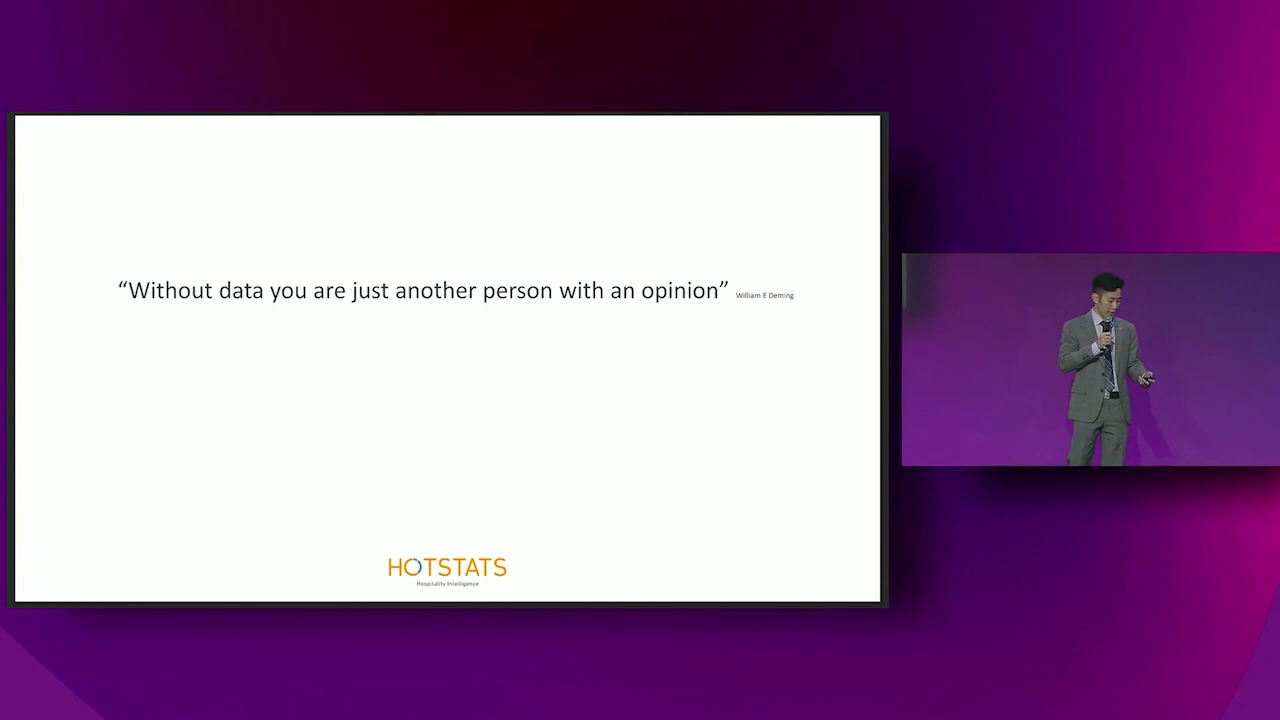 “Without data you are just another person with an opinion” William E Deming
HOTSTATS
Hospitality Intelligence